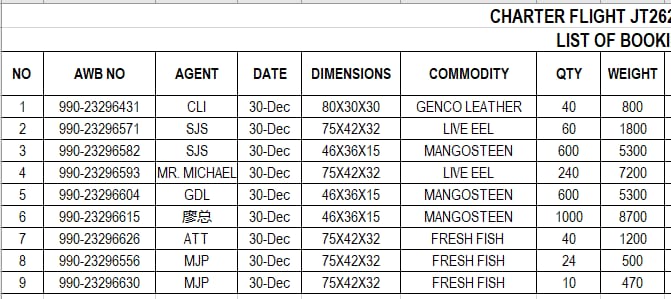 CHARTER FLIGHT JT262
LIST OF BOOKI
NO AWB NO AGENT DATE DIMENSIONS COMMODITY QTY WEIGHT
1 990-23296431 CLI 30-Dec 80X30X30 GENCO LEATHER 40 800
2 990-23296571 SJS 30-Dec 75X42X32 LIVE EEL 60 1800
3 990-23296582 SJS 30-Dec 46X36X15 MANGOSTEEN 600 5300
4 990-23296593 MR. MICHAEL 30-Dec 75X42X32 LIVE EEL 240 7200
5 990-23296604 GDL 30-Dec 46X36X15 MANGOSTEEN 600 5300
6 990-23296615 廖总 30-Dec 46X36X15 MANGOSTEEN 1000 8700
7 990-23296626 ATT 30-Dec 75X42X32 FRESH FISH 40 1200
8 990-23296556 MJP 30-Dec 75X42X32 FRESH FISH 24 500
9 990-23296630 MJP 30-Dec 75X42X32 FRESH FISH 10 470